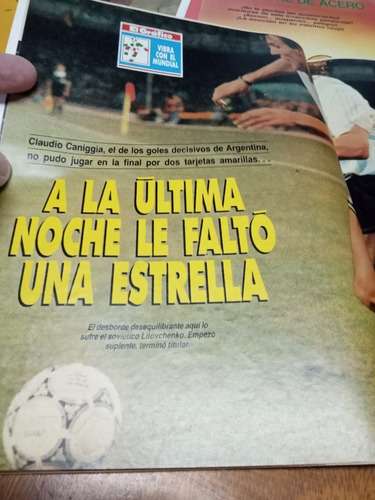 DE ACERO
El Gráfico
VIBRA
CON EL
MUNDIAL
Claudio Caniggia, el de los goles decisivos de Argentina,
no pudo jugar en la final por dos tarjetas amarillas. . .
A LA ÚLTIMA
NOCHE LE FALTÓ
UNA ESTRELLA
El desborde desequilibrante aquí lo
sufre el soviético Litovchenko. Empezó
suplente, terminó titular.